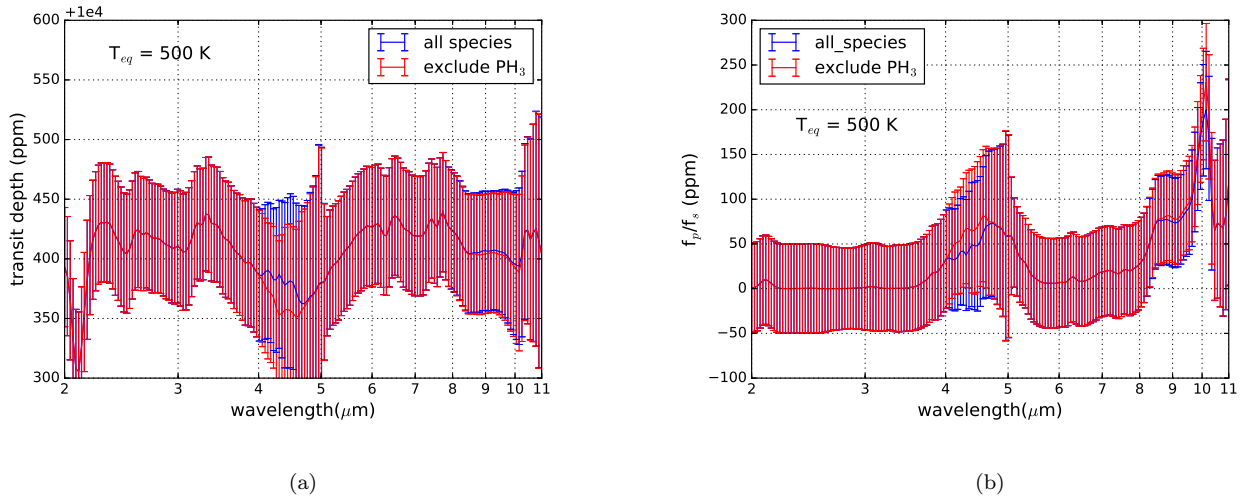 +1e4
600
550
500
450
400
350
300
2 3 4 5 6 7 8 9 10 11
transit depth (ppm)
wavelength(μm)
T_eq = 500 K
all species
exclude PH₃
(a)
300
250
200
150
100
50
0
−50
−100
2 3 4 5 6 7 8 9 10 11
f_p/f_s (ppm)
wavelength(μm)
all_species
exclude PH₃
T_eq = 500 K
(b)